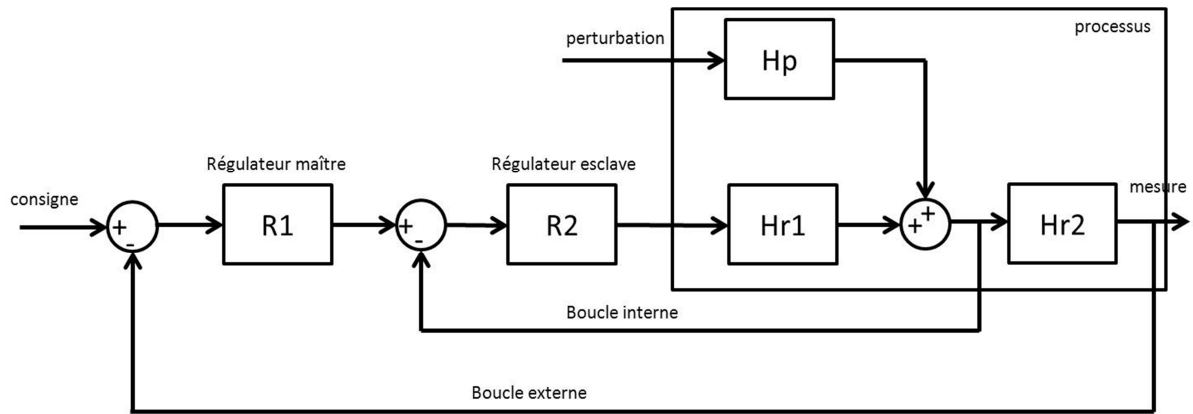 processus
perturbation
Hp
Régulateur maître
Régulateur esclave
consigne
mesure
+
-
R1
+
-
R2
Hr1
+
+
Hr2
Boucle interne
Boucle externe